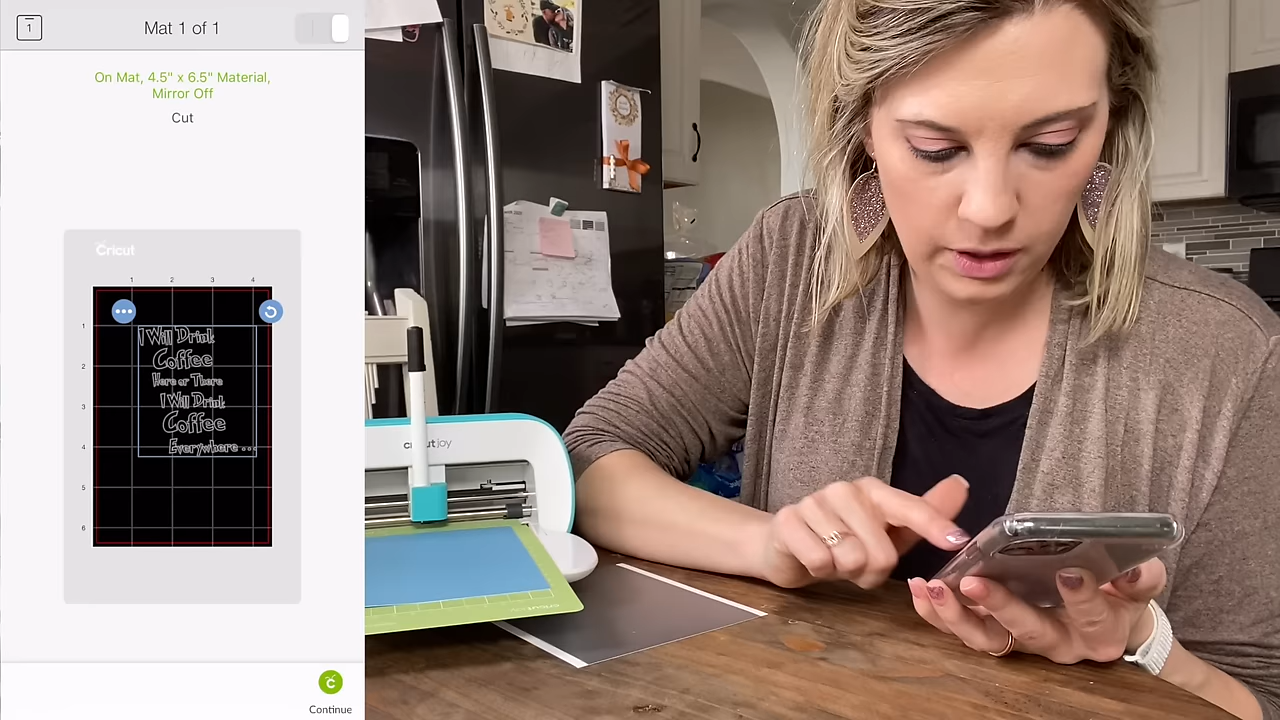 1
Mat 1 of 1
On Mat, 4.5" x 6.5" Material,
Mirror Off
Cut
Cricut
1 2 3 4
1
2
3
4
5
6
I Will Drink
Coffee
Here or There
I Will Drink
Coffee
Everywhere ...
Continue
cricut joy